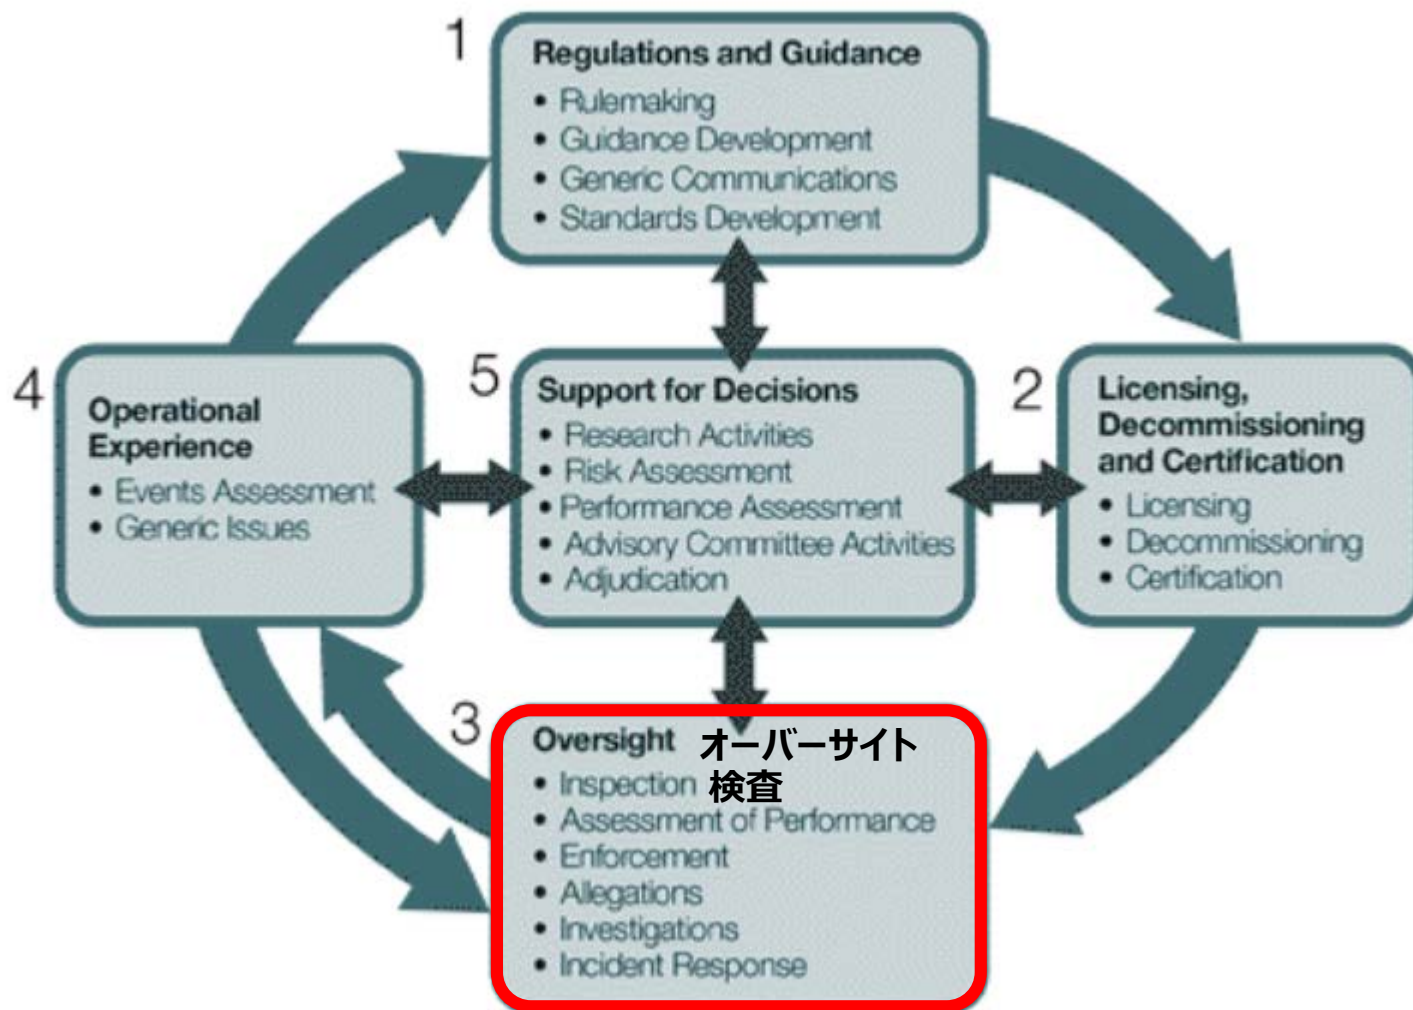 1
Regulations and Guidance
• Rulemaking
• Guidance Development
• Generic Communications
• Standards Development
4
Operational
Experience
• Events Assessment
• Generic Issues
5
Support for Decisions
• Research Activities
• Risk Assessment
• Performance Assessment
• Advisory Committee Activities
• Adjudication
2
Licensing,
Decommissioning
and Certification
• Licensing
• Decommissioning
• Certification
3
Oversight オーバーサイト
• Inspection 検査
• Assessment of Performance
• Enforcement
• Allegations
• Investigations
• Incident Response